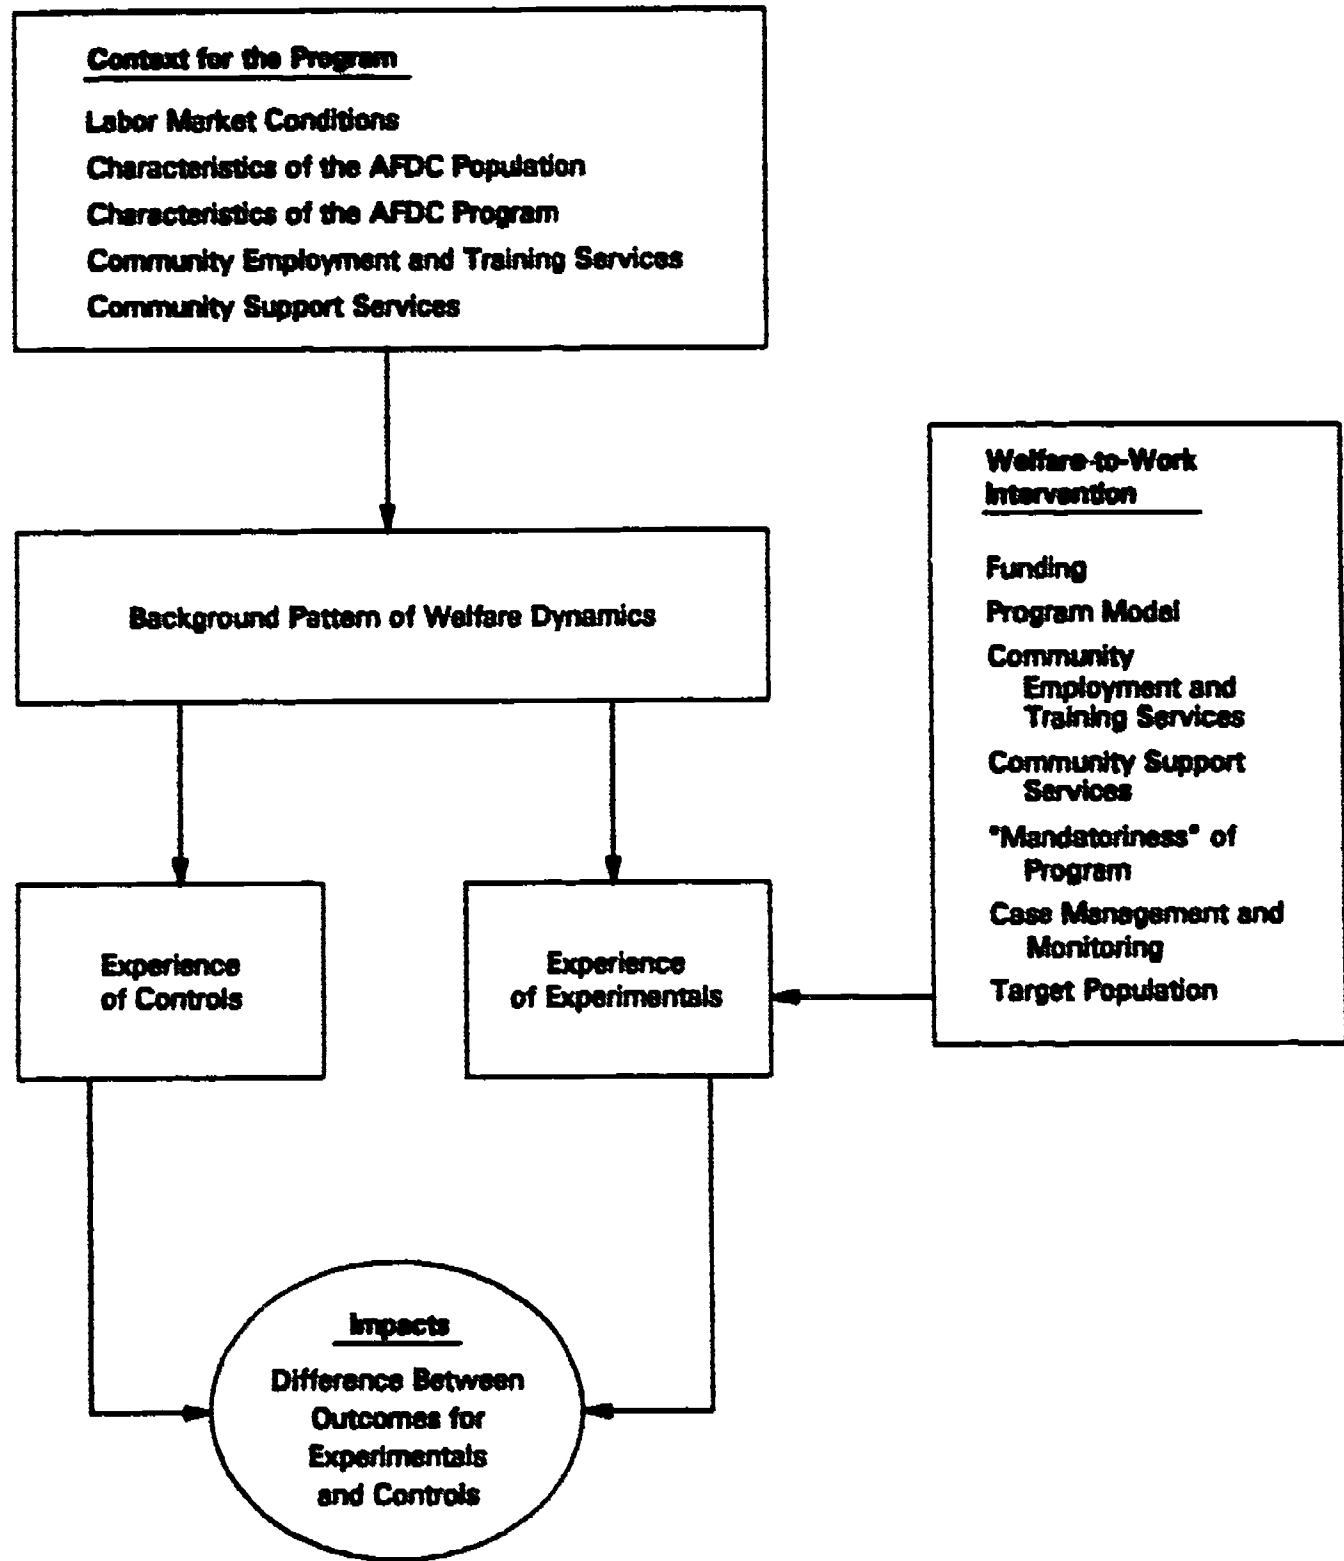 Context for the Program
Labor Market Conditions
Characteristics of the AFDC Population
Characteristics of the AFDC Program
Community Employment and Training Services
Community Support Services
Background Pattern of Welfare Dynamics
Welfare-to-Work
Intervention
Funding
Program Model
Community
Employment and
Training Services
Community Support
Services
"Mandatoriness" of
Program
Case Management and
Monitoring
Target Population
Experience
of Controls
Experience
of Experimentals
Impacts
Difference Between
Outcomes for
Experimentals
and Controls